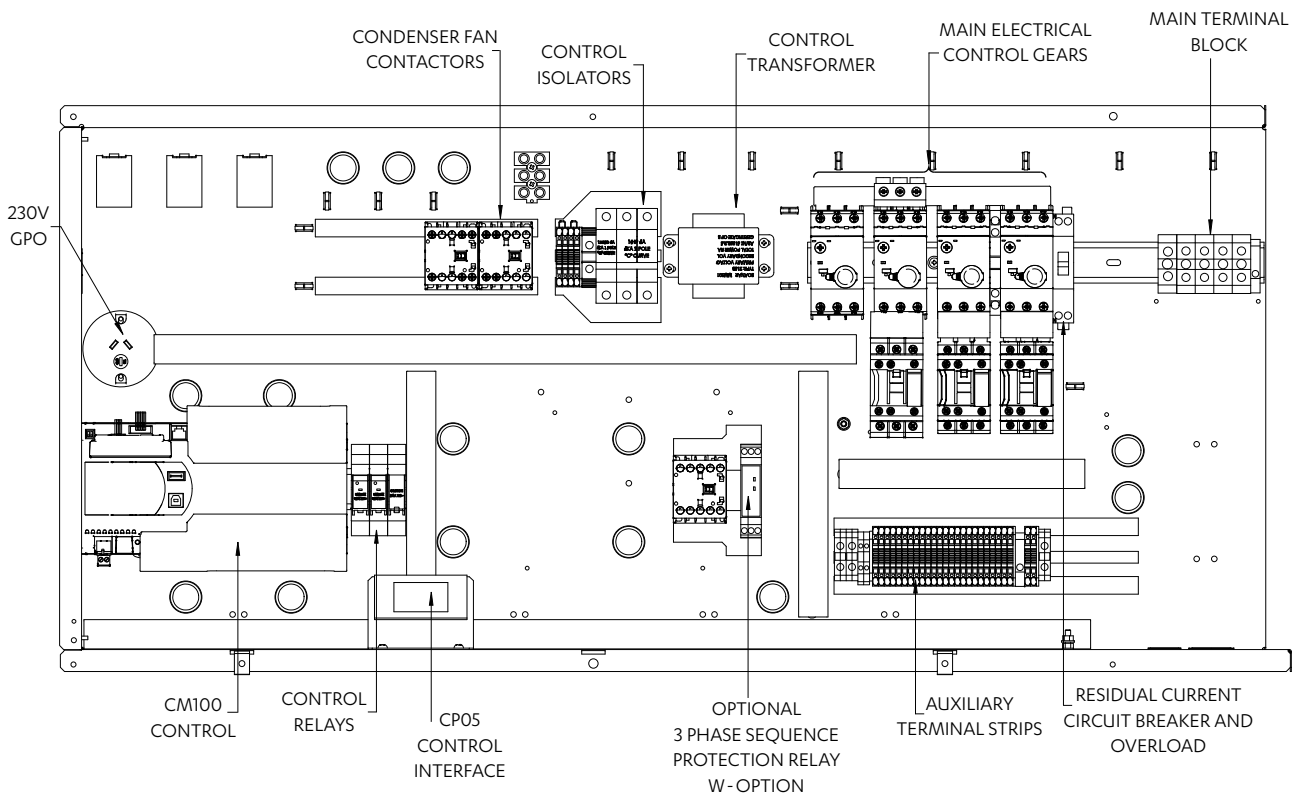 CONDENSER FAN
CONTACTORS
CONTROL
ISOLATORS
CONTROL
TRANSFORMER
MAIN ELECTRICAL
CONTROL GEARS
MAIN TERMINAL
BLOCK
230V
GPO
CM100
CONTROL
CONTROL
RELAYS
CP05
CONTROL
INTERFACE
OPTIONAL
3 PHASE SEQUENCE
PROTECTION RELAY
W-OPTION
AUXILIARY
TERMINAL STRIPS
RESIDUAL CURRENT
CIRCUIT BREAKER AND
OVERLOAD